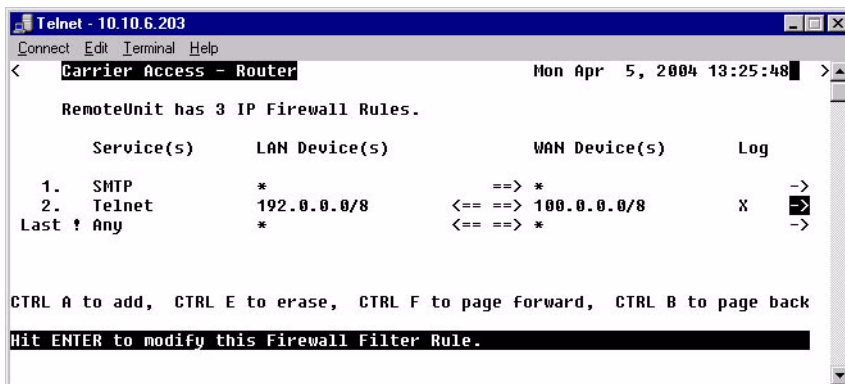 Telnet - 10.10.6.203
Connect Edit Terminal Help
< Carrier Access - Router Mon Apr 5, 2004 13:25:48 >
RemoteUnit has 3 IP Firewall Rules.
Service(s) LAN Device(s) WAN Device(s) Log
1. SMTP * ==> * ->
2. Telnet 192.0.0.0/8 <== ==> 100.0.0.0/8 X ->
Last ! Any * <== ==> * ->
CTRL A to add, CTRL E to erase, CTRL F to page forward, CTRL B to page back
Hit ENTER to modify this Firewall Filter Rule.